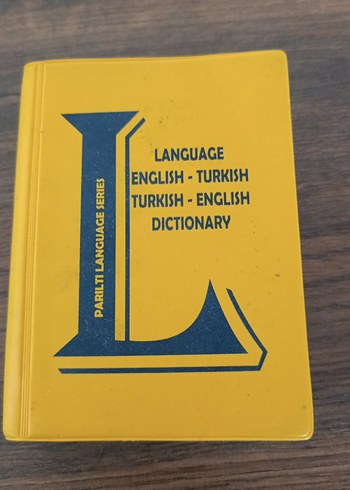 LANGUAGE
ENGLISH - TURKISH
TURKISH - ENGLISH
DICTIONARY
PARILTI LANGUAGE SERIES
L